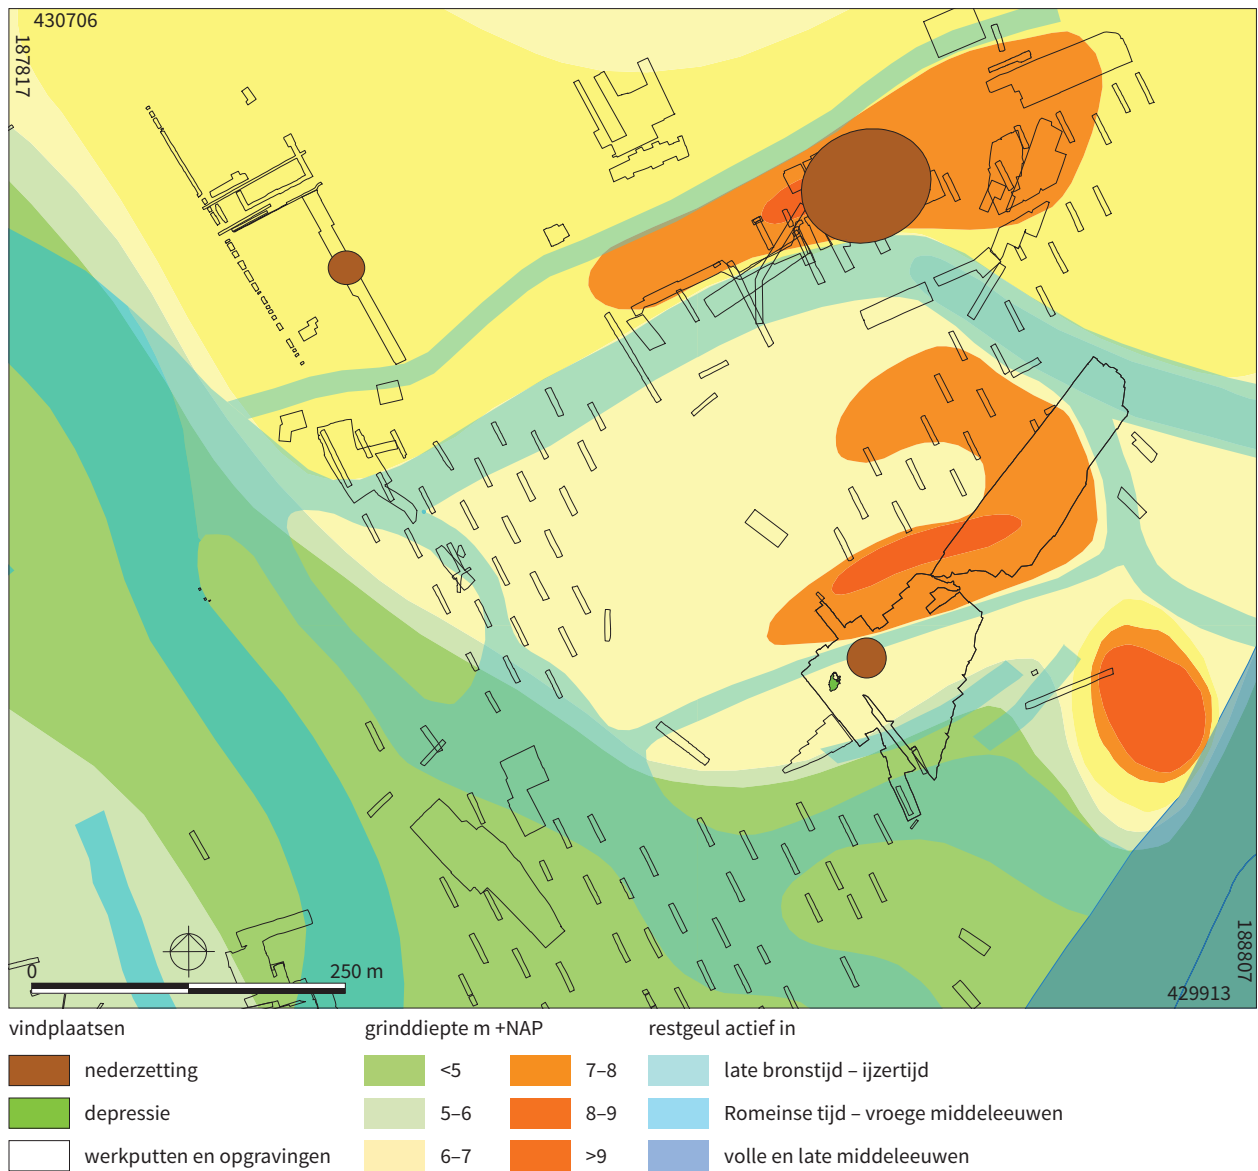 430706
187817
188807
429913
0 250 m
vindplaatsen
nederzetting
depressie
werkputten en opgravingen
grinddiepte m +NAP
<5 7–8
5–6 8–9
6–7 >9
restgeul actief in
late bronstijd – ijzertijd
Romeinse tijd – vroege middeleeuwen
volle en late middeleeuwen